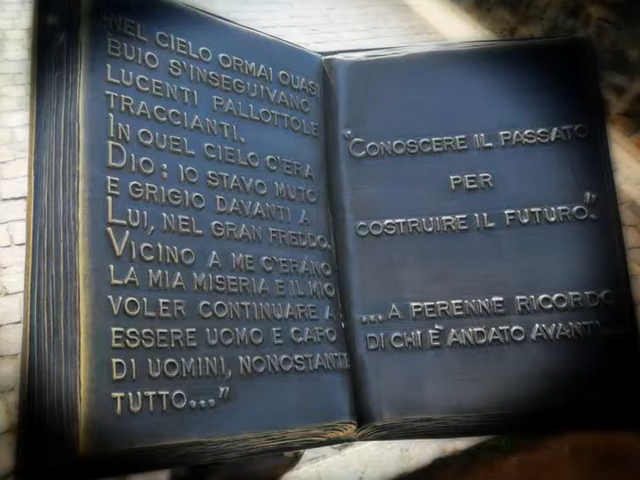 NEL CIELO ORMAI QUASI
BUIO S'INSEGUIVANO
LUCENTI PALLOTTOLE
TRACCIANTI.
IN QUEL CIELO C'ERA
DIO: IO STAVO MUTO
E GRIGIO DAVANTI A
LUI, NEL GRAN FREDDO.
VICINO A ME C'ERANO
LA MIA MISERIA E IL MIO
VOLER CONTINUARE A
ESSERE UOMO E CAPO
DI UOMINI, NONOSTANTE
TUTTO..."
"CONOSCERE IL PASSATO
PER
COSTRUIRE IL FUTURO."
...A PERENNE RICORDO
DI CHI È ANDATO AVANTI...